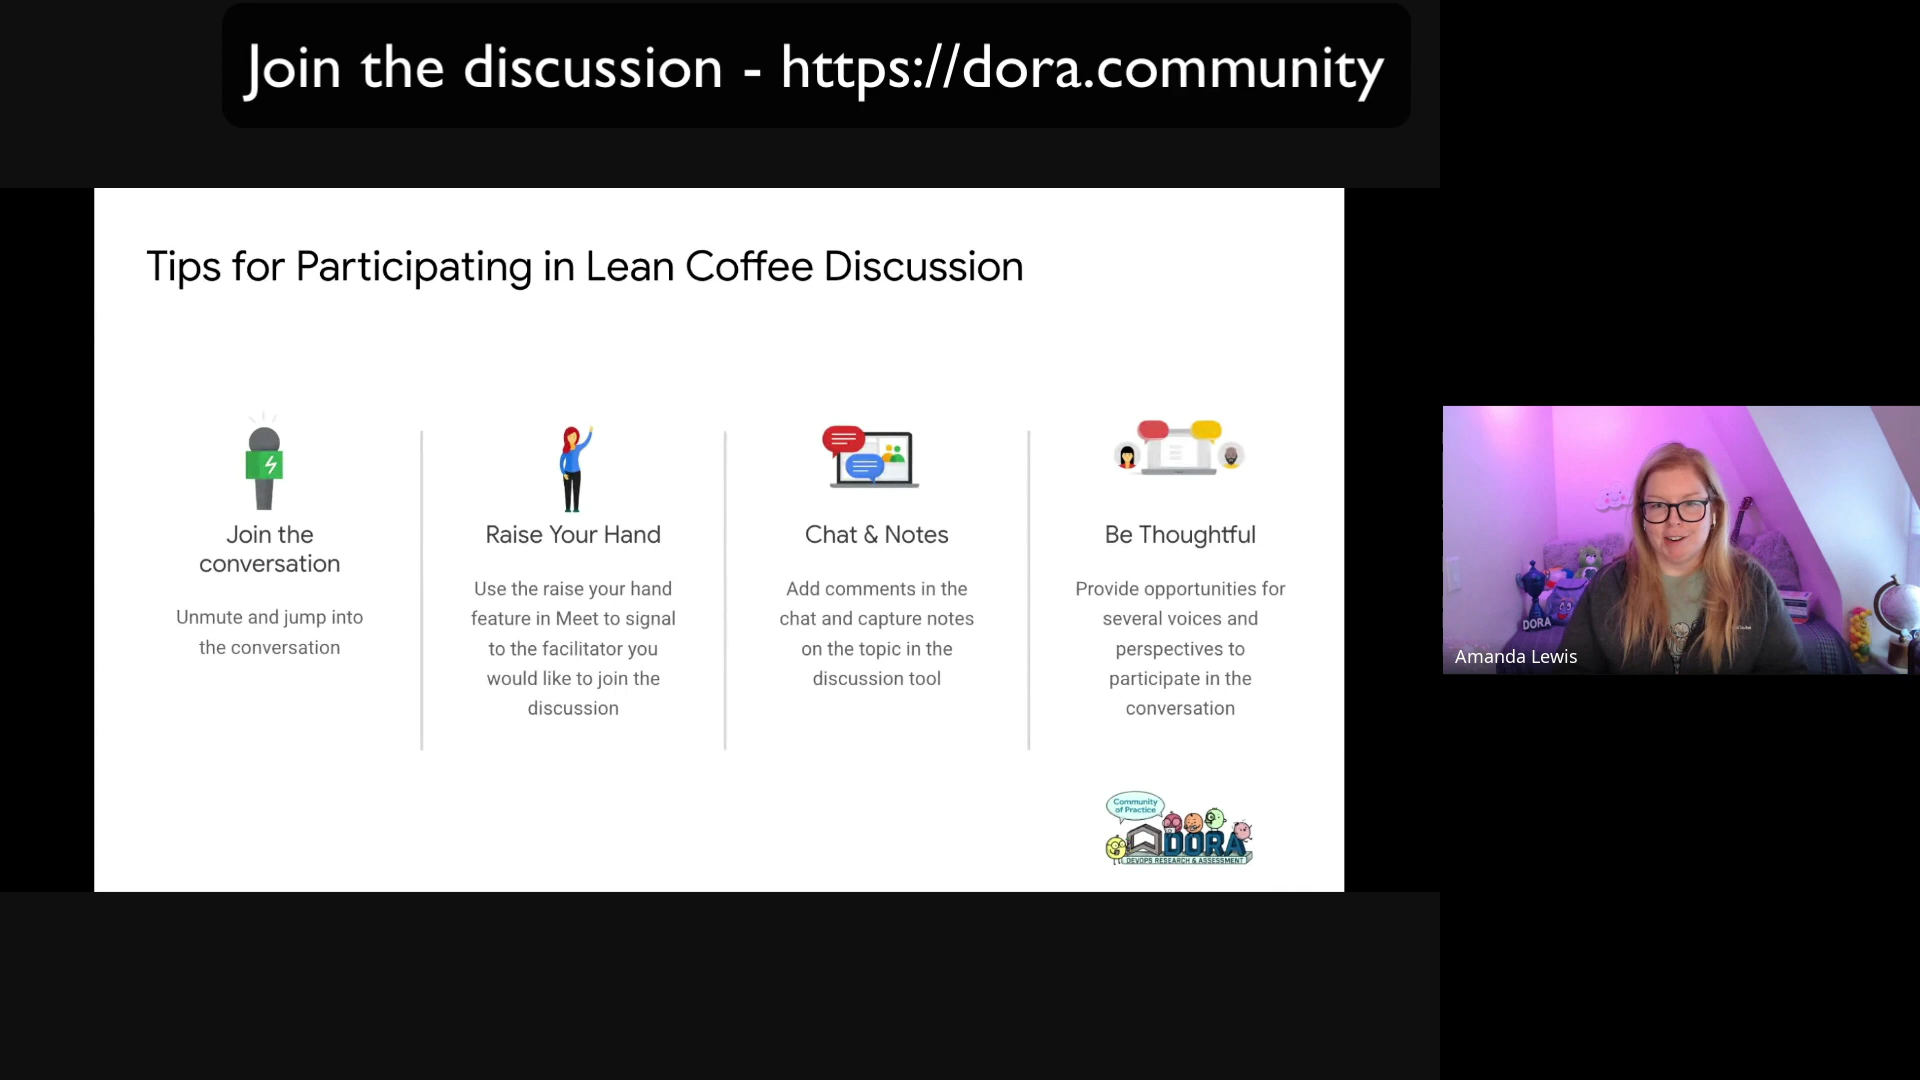 Join the discussion - https://dora.community
Tips for Participating in Lean Coffee Discussion
Join the
conversation
Unmute and jump into
the conversation
Raise Your Hand
Use the raise your hand
feature in Meet to signal
to the facilitator you
would like to join the
discussion
Chat & Notes
Add comments in the
chat and capture notes
on the topic in the
discussion tool
Be Thoughtful
Provide opportunities for
several voices and
perspectives to
participate in the
conversation
Community
of Practice
DORA
DEVOPS RESEARCH & ASSESSMENT
DORA
Amanda Lewis